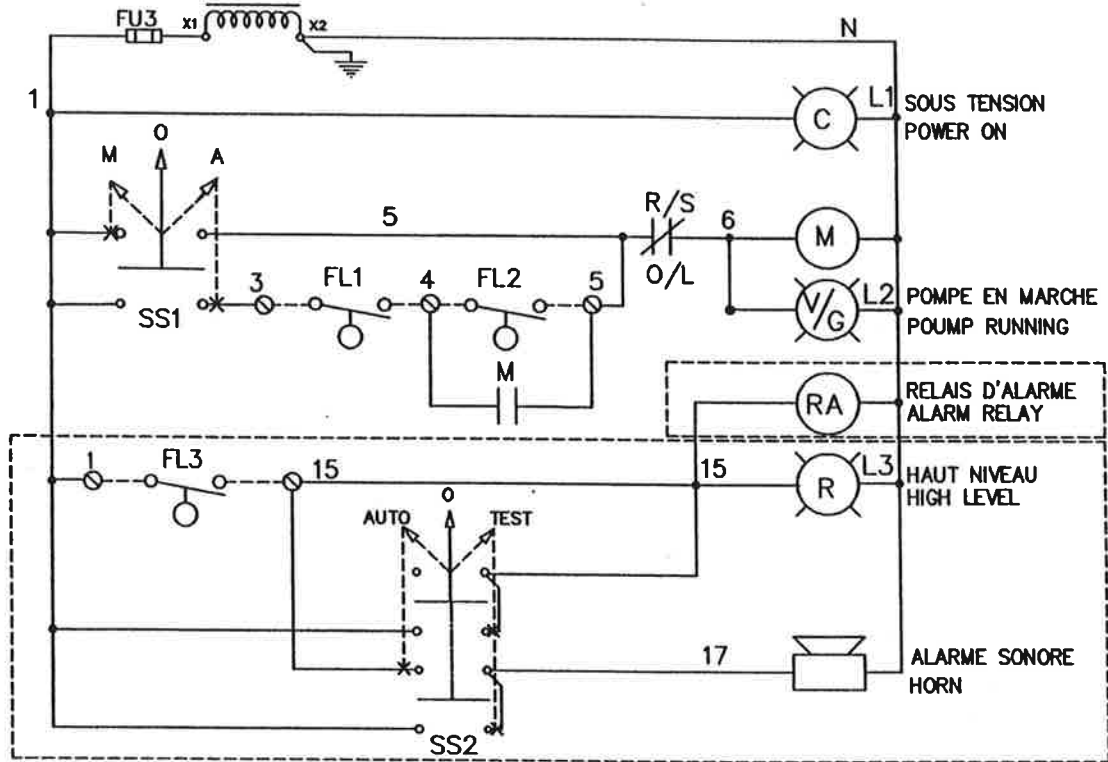 FU3
X1
X2
N
1
C
L1
SOUS TENSION
POWER ON
M
O
A
5
R/S
O/L
6
M
SS1
3
FL1
4
FL2
5
V/G
L2
POMPE EN MARCHE
POUMP RUNNING
M
RA
RELAIS D'ALARME
ALARM RELAY
1
FL3
15
15
R
L3
HAUT NIVEAU
HIGH LEVEL
O
AUTO
TEST
17
ALARME SONORE
HORN
SS2